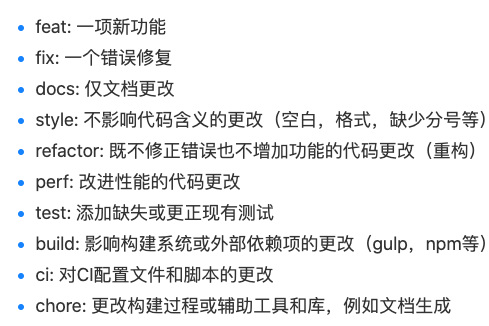 feat: 一项新功能
fix: 一个错误修复
docs: 仅文档更改
style: 不影响代码含义的更改（空白，格式，缺少分号等）
refactor: 既不修正错误也不增加功能的代码更改（重构）
perf: 改进性能的代码更改
test: 添加缺失或更正现有测试
build: 影响构建系统或外部依赖项的更改（gulp，npm等）
ci: 对CI配置文件和脚本的更改
chore: 更改构建过程或辅助工具和库，例如文档生成